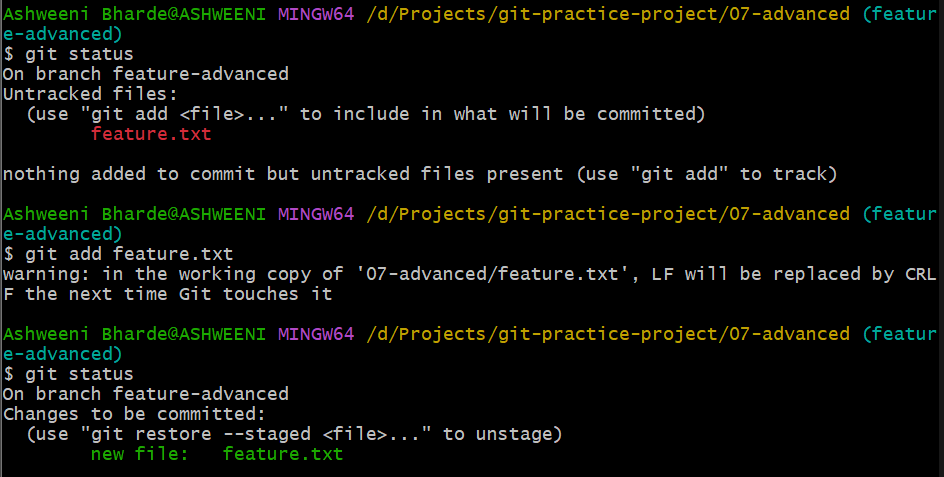 Ashweeni Bharde@ASHWEENI MINGW64 /d/Projects/git-practice-project/07-advanced (featur
e-advanced)
$ git status
On branch feature-advanced
Untracked files:
  (use "git add <file>..." to include in what will be committed)
        feature.txt

nothing added to commit but untracked files present (use "git add" to track)

Ashweeni Bharde@ASHWEENI MINGW64 /d/Projects/git-practice-project/07-advanced (featur
e-advanced)
$ git add feature.txt
warning: in the working copy of '07-advanced/feature.txt', LF will be replaced by CRL
F the next time Git touches it

Ashweeni Bharde@ASHWEENI MINGW64 /d/Projects/git-practice-project/07-advanced (featur
e-advanced)
$ git status
On branch feature-advanced
Changes to be committed:
  (use "git restore --staged <file>..." to unstage)
        new file:   feature.txt